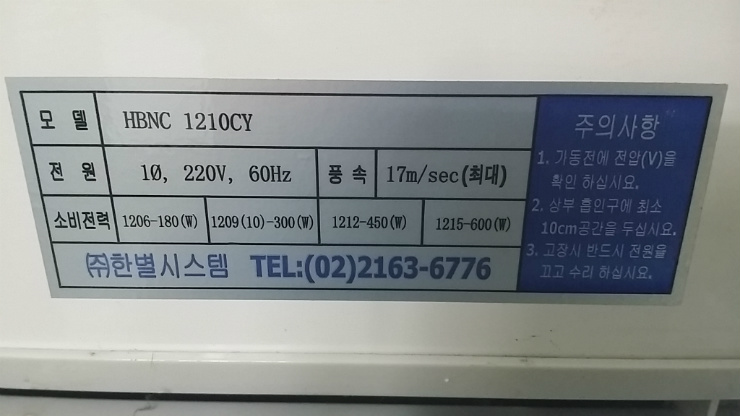 모 델 HBNC 1210CY
전 원 1Ø, 220V, 60Hz 풍 속 17m/sec(최대)
소비전력 1206-180(W) 1209(10)-300(W) 1212-450(W) 1215-600(W)
㈜한별시스템 TEL:(02)2163-6776
주의사항
1. 가동전에 전압(V)을
확인 하십시요.
2. 상부 흡인구에 최소
10cm공간을 두십시요.
3. 고장시 반드시 전원을
끄고 수리 하십시요.